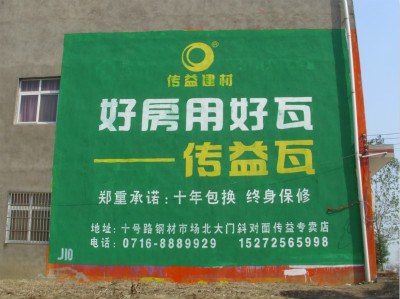 传益建材
好房用好瓦
——传益瓦
郑重承诺:十年包换 终身保修
地址:十号路钢材市场北大门斜对面传益专卖店
电话:0716-8889929 15272565998
J10